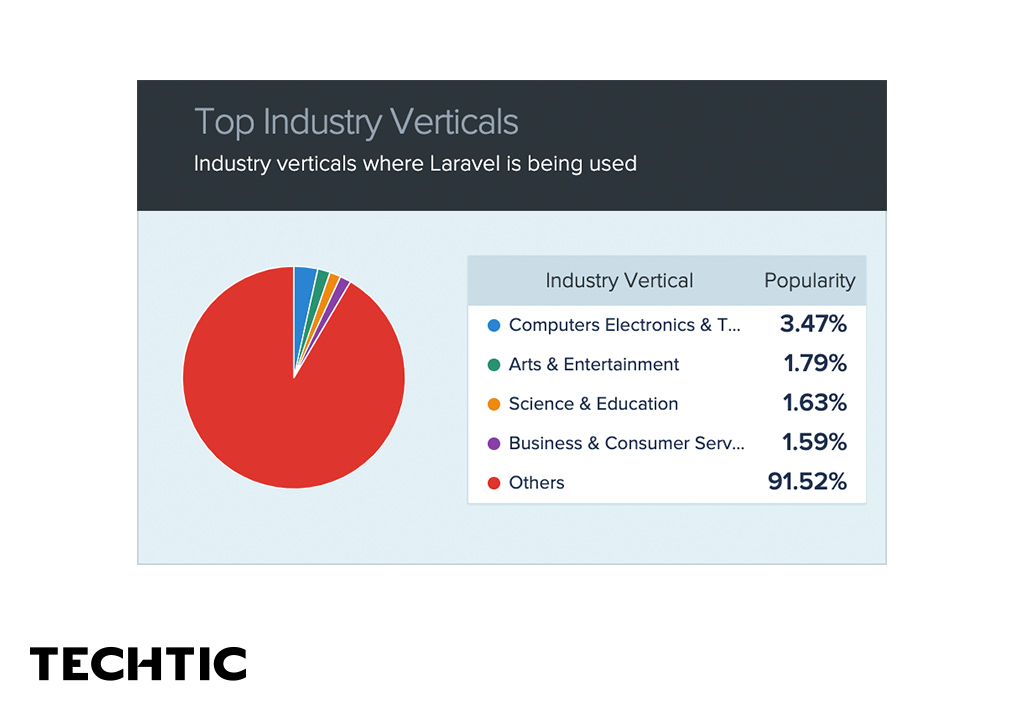 Top Industry Verticals
Industry verticals where Laravel is being used
Industry Vertical Popularity
Computers Electronics & T... 3.47%
Arts & Entertainment 1.79%
Science & Education 1.63%
Business & Consumer Serv... 1.59%
Others 91.52%
TECHTIC